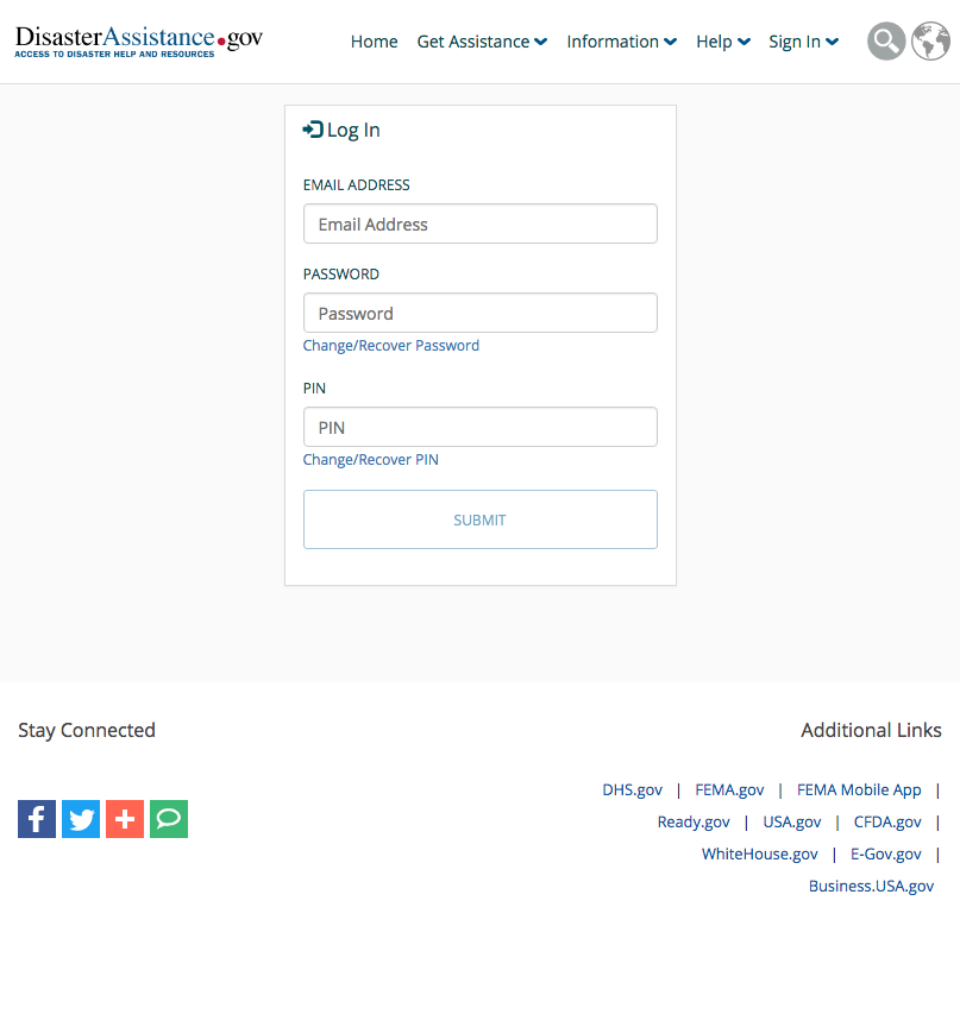 DisasterAssistance.gov
ACCESS TO DISASTER HELP AND RESOURCES
Home Get Assistance Information Help Sign In
Log In
EMAIL ADDRESS
Email Address
PASSWORD
Password
Change/Recover Password
PIN
PIN
Change/Recover PIN
SUBMIT
Stay Connected
Additional Links
DHS.gov | FEMA.gov | FEMA Mobile App |
Ready.gov | USA.gov | CFDA.gov |
WhiteHouse.gov | E-Gov.gov |
Business.USA.gov